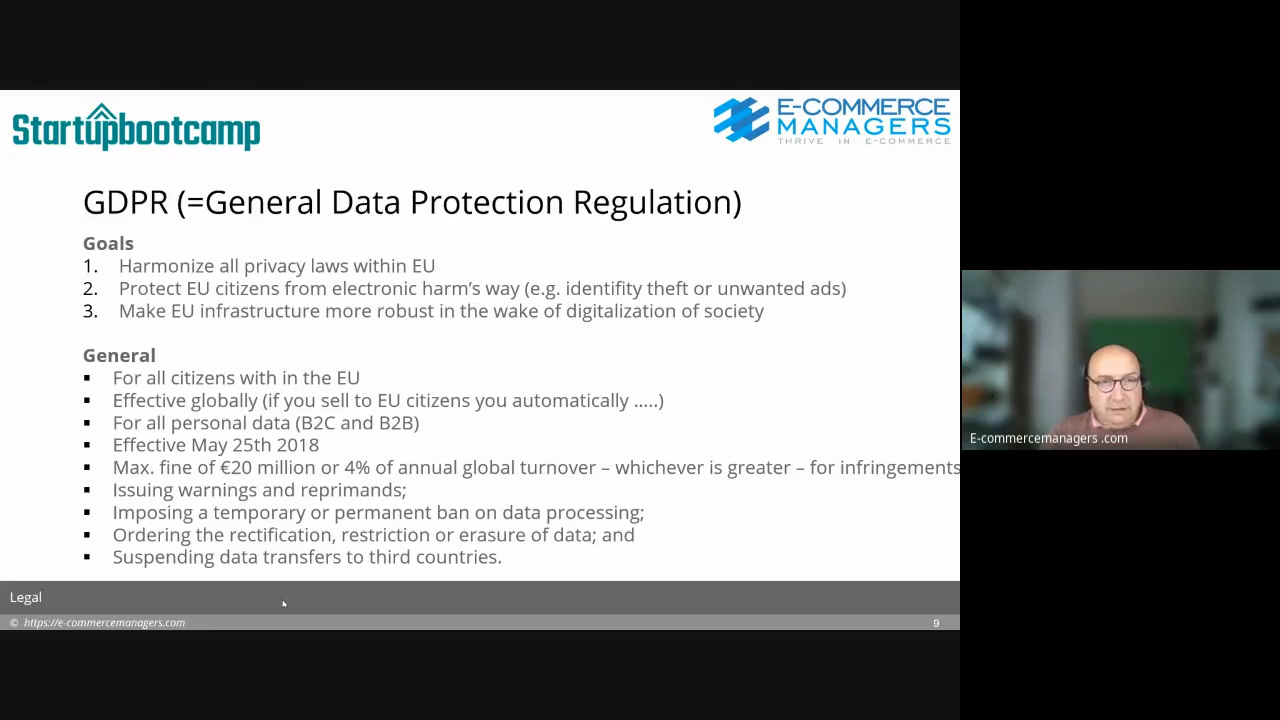 Startupbootcamp
E-COMMERCE
MANAGERS
THRIVE IN E-COMMERCE
GDPR (=General Data Protection Regulation)
Goals
1. Harmonize all privacy laws within EU
2. Protect EU citizens from electronic harm’s way (e.g. identifity theft or unwanted ads)
3. Make EU infrastructure more robust in the wake of digitalization of society
General
▪ For all citizens with in the EU
▪ Effective globally (if you sell to EU citizens you automatically …..)
▪ For all personal data (B2C and B2B)
▪ Effective May 25th 2018
▪ Max. fine of €20 million or 4% of annual global turnover – whichever is greater – for infringements
▪ Issuing warnings and reprimands;
▪ Imposing a temporary or permanent ban on data processing;
▪ Ordering the rectification, restriction or erasure of data; and
▪ Suspending data transfers to third countries.
E-commercemanagers .com
Legal
© https://e-commercemanagers.com
9